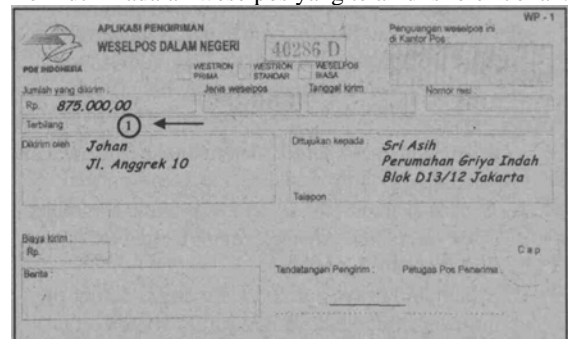 WP - 1
APLIKASI PENGIRIMAN
WESELPOS DALAM NEGERI
40286 D
Penguangan weselpos ini
di Kantor Pos :
POS INDONESIA
WESTRON PRIMA
WESTRON STANDAR
WESELPOS BIASA
Jumlah yang dikirim
Jenis weselpos
Tanggal kirim
Nomor resi
Rp. 875.000,00
Terbilang
1
Dikirim oleh
Johan
Jl. Anggrek 10
Ditujukan kepada
Sri Asih
Perumahan Griya Indah
Blok D13/12 Jakarta
Telepon
Biaya kirim :
Rp.
Cap
Berita :
Tandatangan Pengirim :
Petugas Pos Penerima :